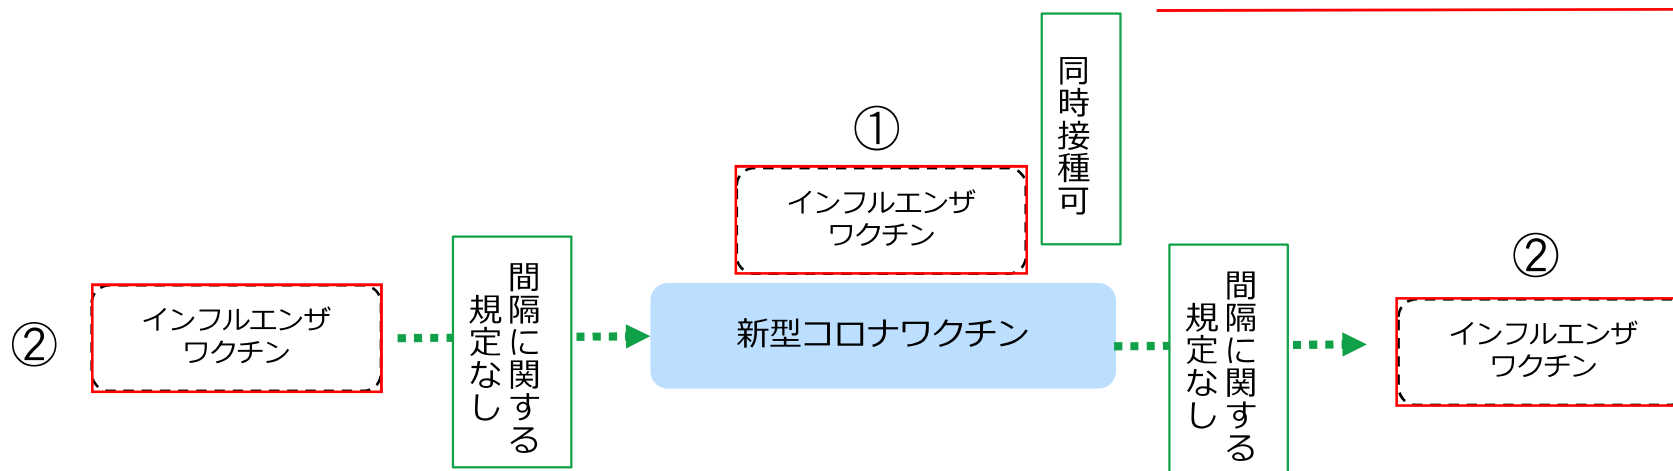 ②
インフルエンザ
ワクチン
間隔に関する
規定なし
①
インフルエンザ
ワクチン
同時接種可
新型コロナワクチン
間隔に関する
規定なし
②
インフルエンザ
ワクチン